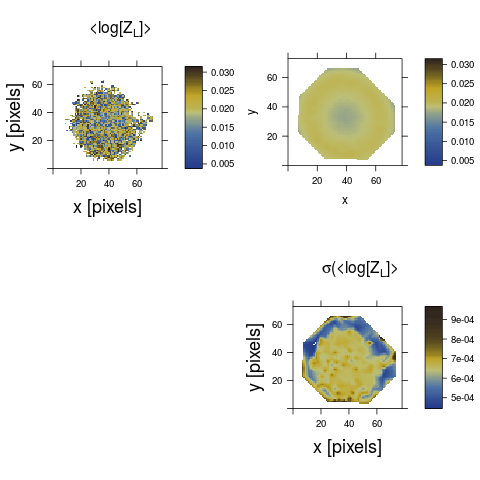 <log[Z_L]>
60
40
20
20 40 60
y [pixels]
x [pixels]
0.030
0.025
0.020
0.015
0.010
0.005
60
40
20
20 40 60
y
x
0.030
0.025
0.020
0.015
0.010
0.005
σ(<log[Z_L]>
60
40
20
20 40 60
y [pixels]
x [pixels]
9e-04
8e-04
7e-04
6e-04
5e-04